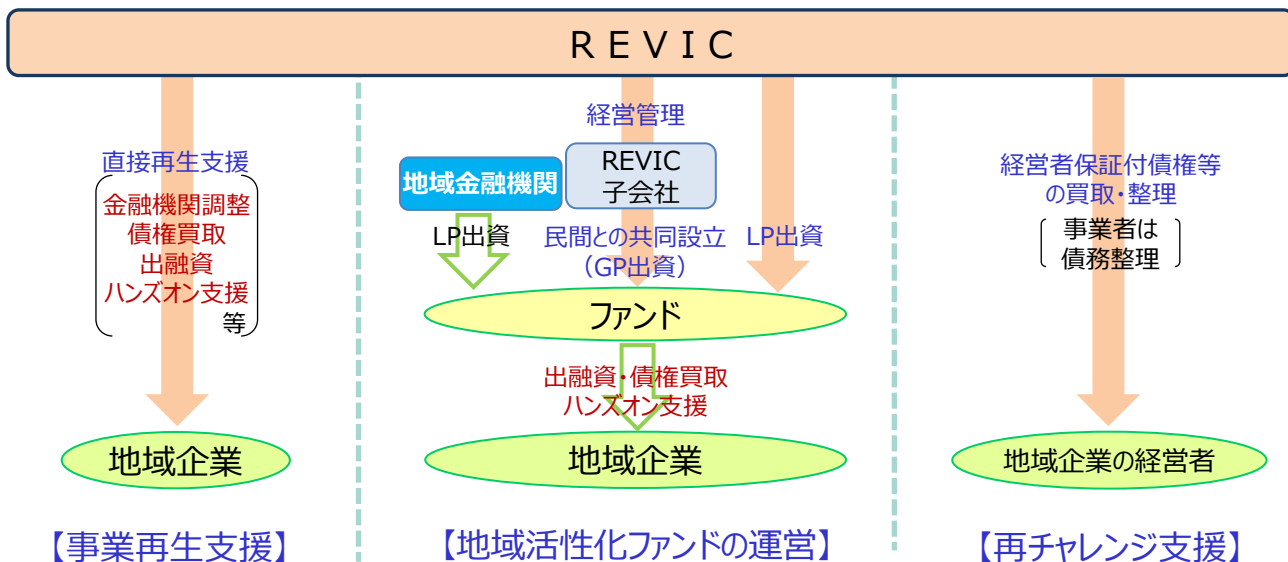 REVIC
直接再生支援
金融機関調整
債権買取
出融資
ハンズオン支援
等
地域企業
【事業再生支援】
経営管理
地域金融機関
REVIC
子会社
LP出資
民間との共同設立
（GP出資）
LP出資
ファンド
出融資・債権買取
ハンズオン支援
地域企業
【地域活性化ファンドの運営】
経営者保証付債権等
の買取・整理
事業者は
債務整理
地域企業の経営者
【再チャレンジ支援】